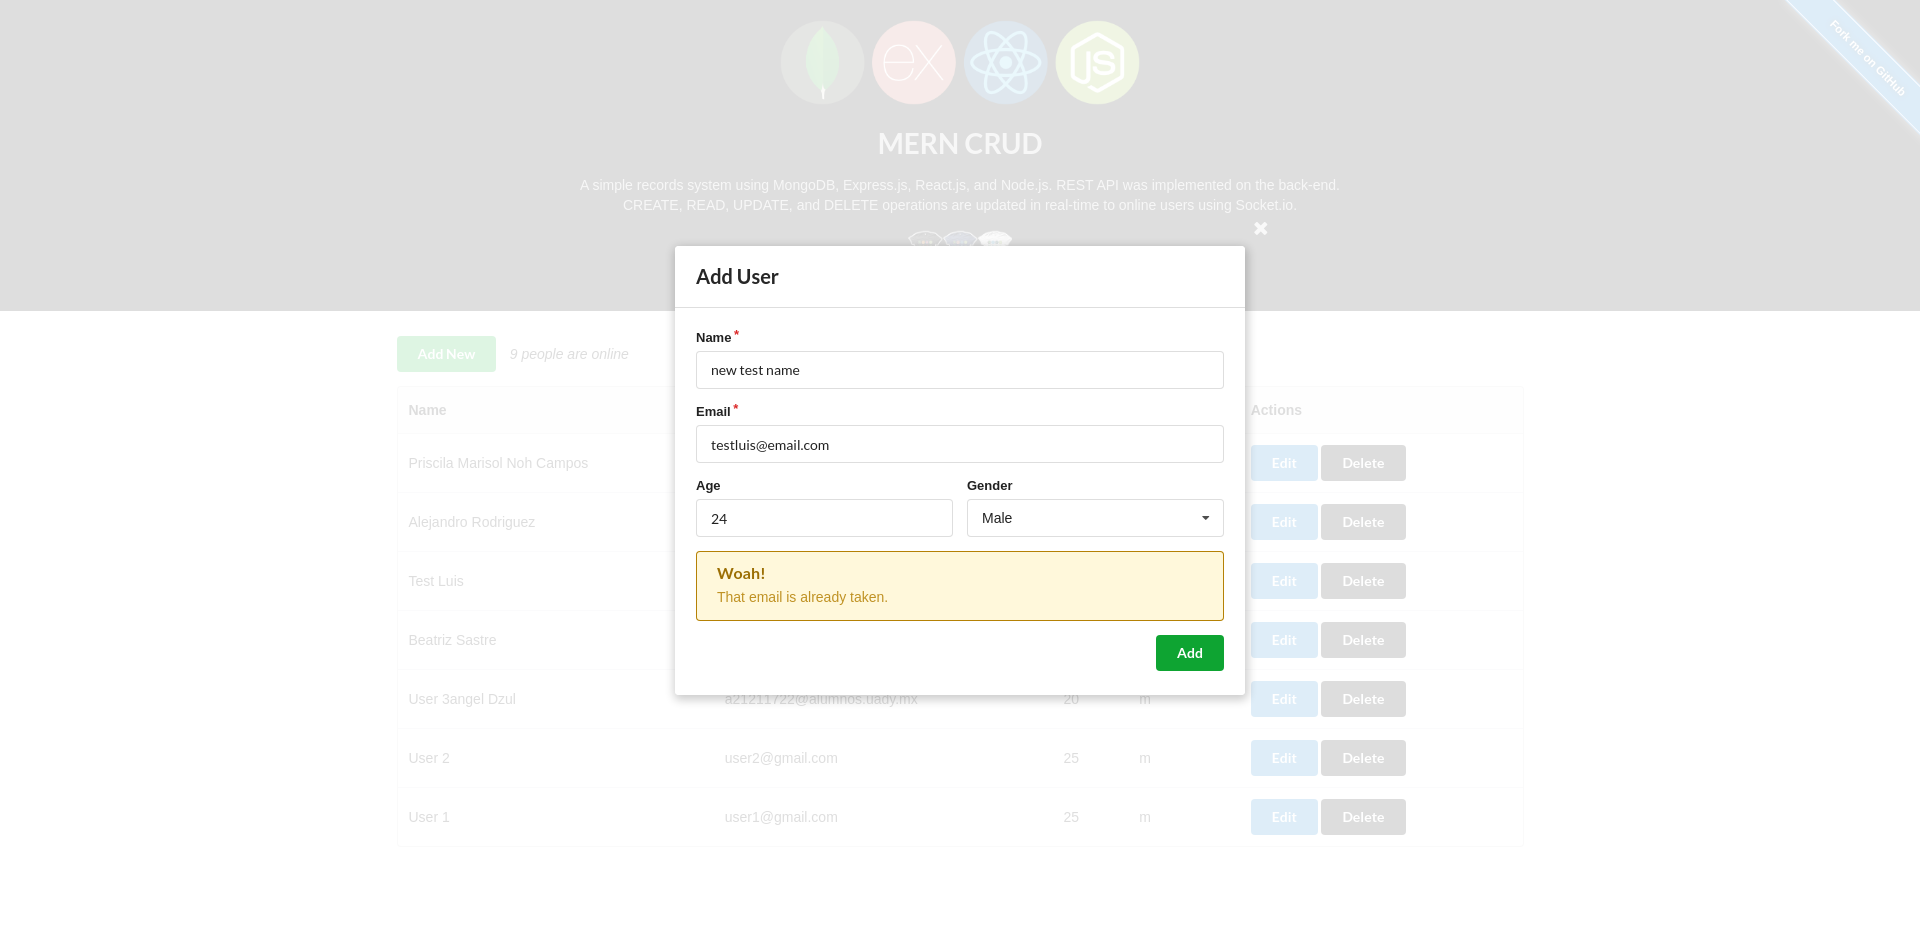 ex
JS
Fork me on GitHub
MERN CRUD
A simple records system using MongoDB, Express.js, React.js, and Node.js. REST API was implemented on the back-end.
CREATE, READ, UPDATE, and DELETE operations are updated in real-time to online users using Socket.io.
Add User
Name*
new test name
Email*
testluis@email.com
Age Gender
24 Male
Woah!
That email is already taken.
Add
Add New 9 people are online
Name Actions
Priscila Marisol Noh Campos Edit Delete
Alejandro Rodriguez Edit Delete
Test Luis Edit Delete
Beatriz Sastre Edit Delete
User 3angel Dzul a21211722@alumnos.uady.mx 20 m Edit Delete
User 2 user2@gmail.com 25 m Edit Delete
User 1 user1@gmail.com 25 m Edit Delete